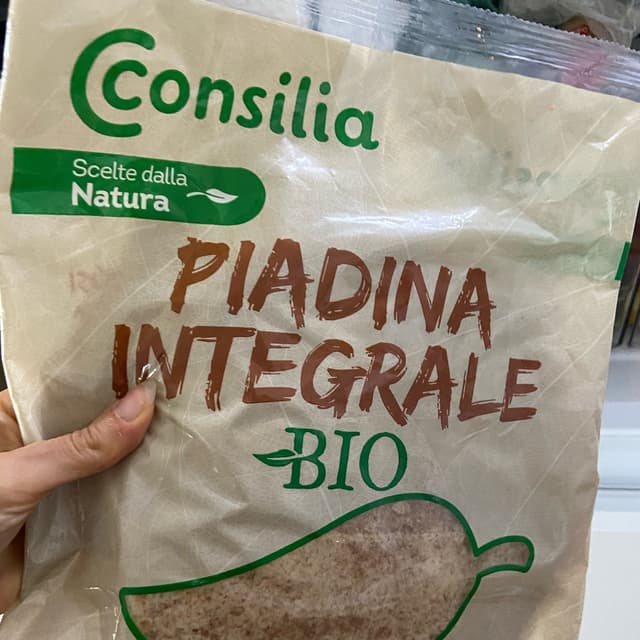 Consilia
Scelte dalla
Natura
PIADINA
INTEGRALE
BIO